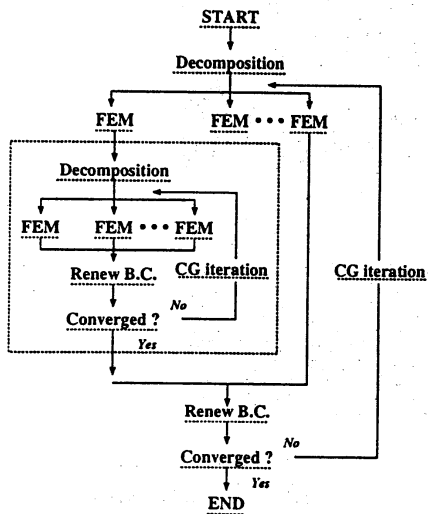 START
Decomposition
FEM FEM • • • FEM
Decomposition
FEM FEM • • • FEM
Renew B.C. CG iteration CG iteration
No
Converged ?
Yes
Renew B.C.
No
Converged ?
Yes
END